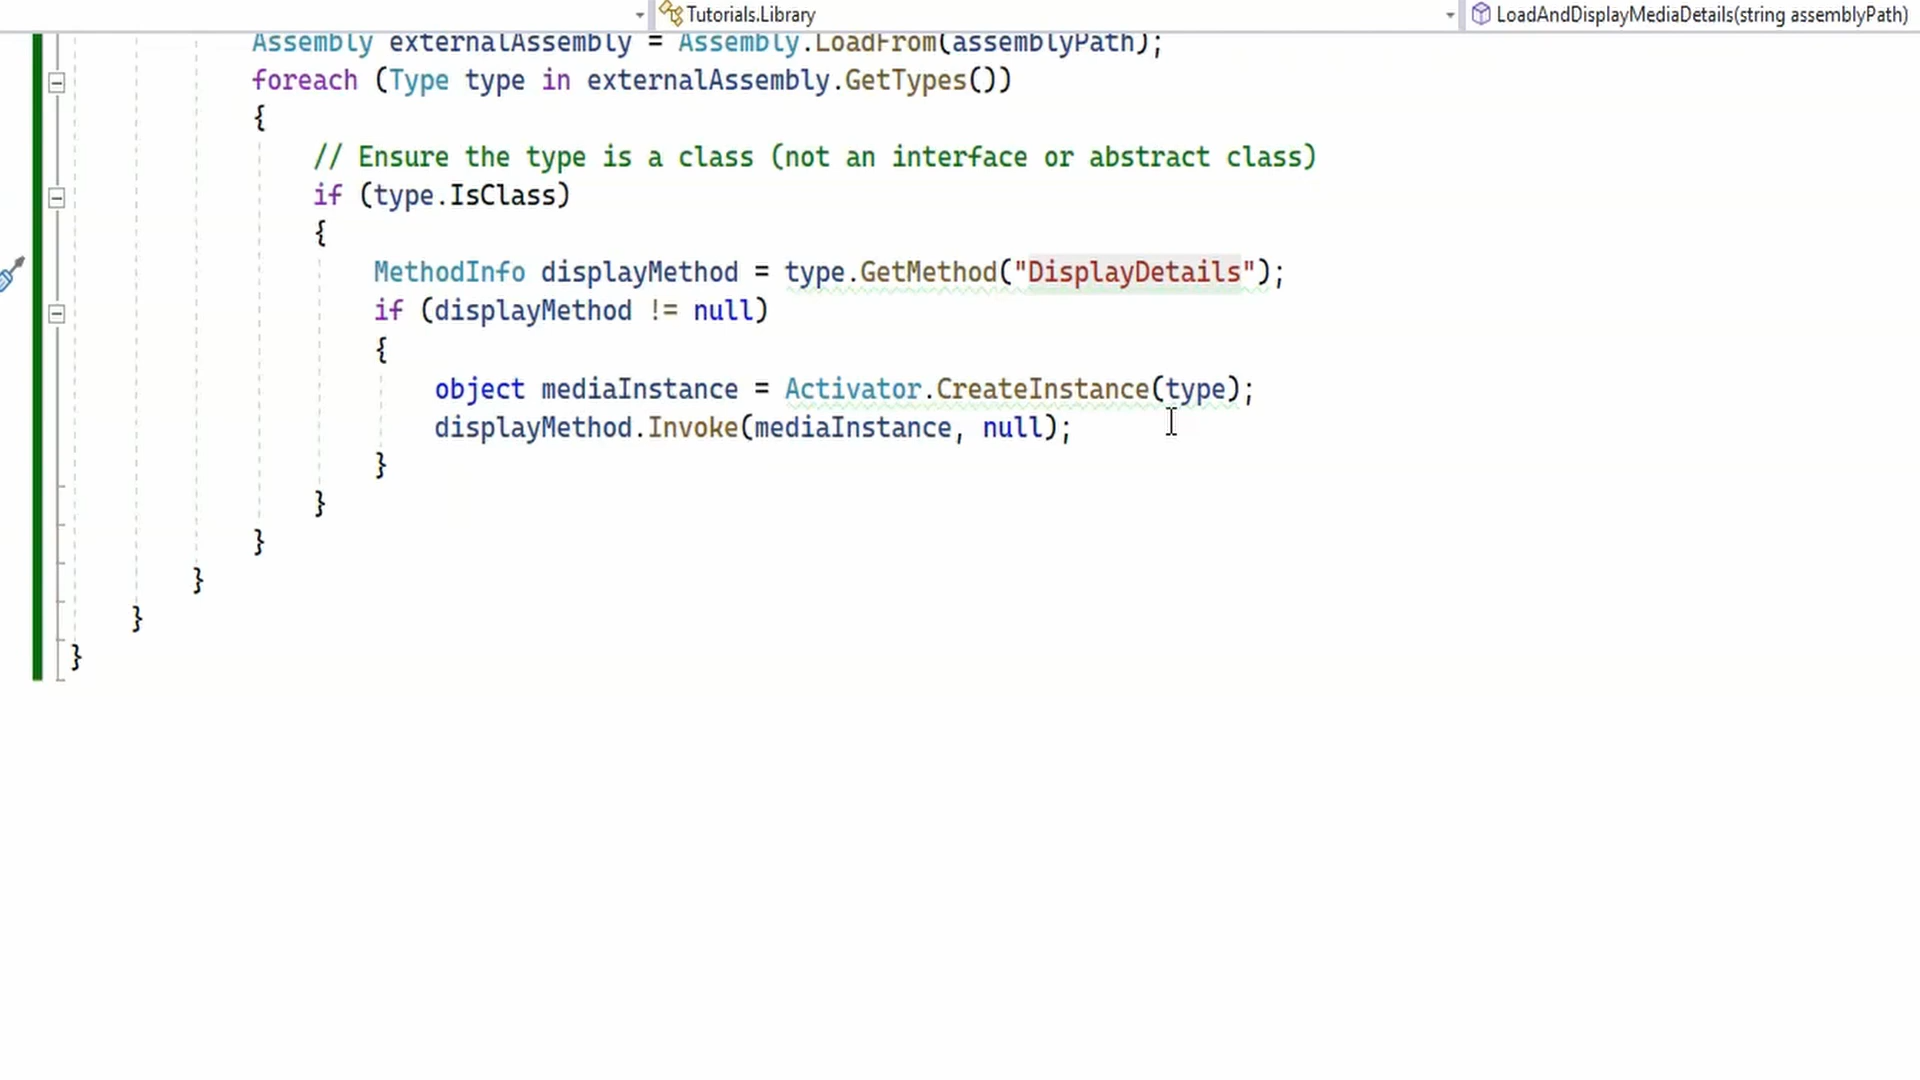 Tutorials.Library LoadAndDisplayMediaDetails(string assemblyPath)
Assembly externalAssembly = Assembly.LoadFrom(assemblyPath);
foreach (Type type in externalAssembly.GetTypes())
{
// Ensure the type is a class (not an interface or abstract class)
if (type.IsClass)
{
MethodInfo displayMethod = type.GetMethod("DisplayDetails");
if (displayMethod != null)
{
object mediaInstance = Activator.CreateInstance(type);
displayMethod.Invoke(mediaInstance, null);
}
}
}
}
}
}